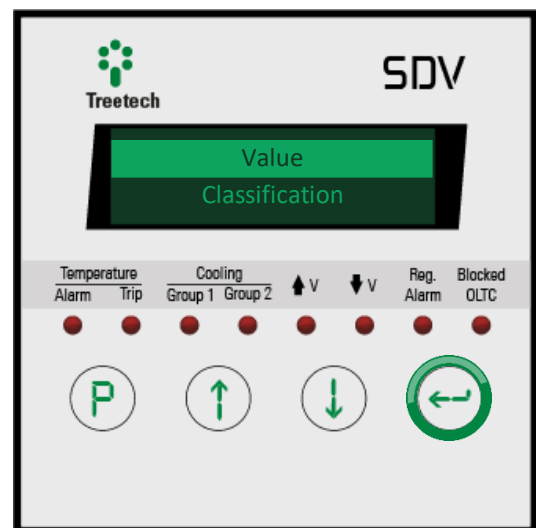 Treetech
SDV
Value
Classification
Temperature
Cooling
Alarm Trip
Group 1 Group 2
V
V
Reg. Alarm
Blocked OLTC
P